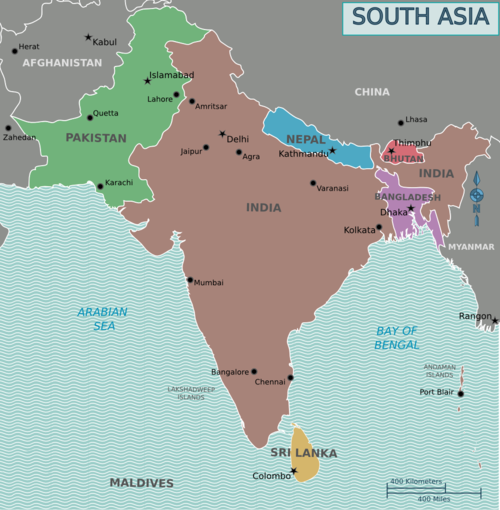 SOUTH ASIA
Herat
Kabul
AFGHANISTAN
Islamabad
CHINA
Lahore
Amritsar
Quetta
Lhasa
Zahedan
PAKISTAN
Delhi
NEPAL
Thimphu
Jaipur
Agra
Kathmandu
BHUTAN
INDIA
Karachi
Varanasi
BANGLADESH
INDIA
Dhaka
N
Kolkata
MYANMAR
Mumbai
ARABIAN
SEA
Rangon
BAY OF
BENGAL
Bangalore
Chennai
ANDAMAN
ISLANDS
LAKSHADWEEP
ISLANDS
Port Blair
SRI LANKA
Colombo
MALDIVES
400 Kilometers
400 Miles